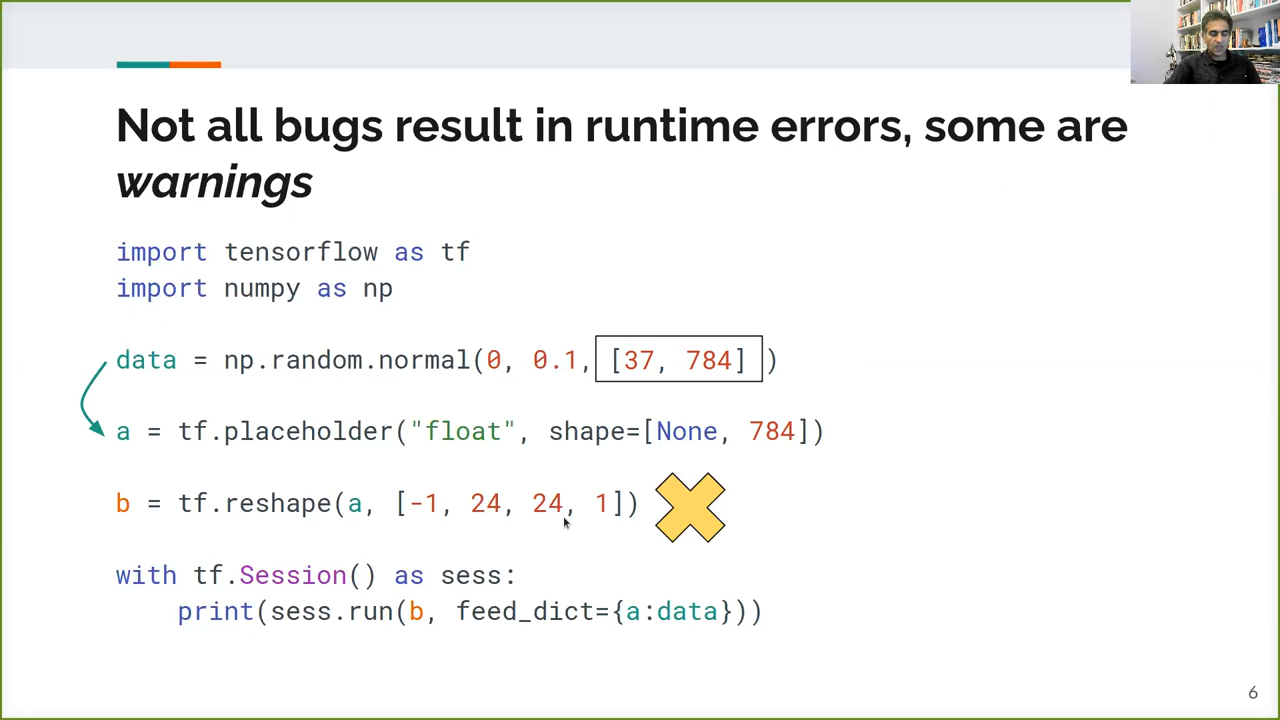 Not all bugs result in runtime errors, some are
warnings
import tensorflow as tf
import numpy as np
data = np.random.normal(0, 0.1, [37, 784] )
a = tf.placeholder("float", shape=[None, 784])
b = tf.reshape(a, [-1, 24, 24, 1])
with tf.Session() as sess:
    print(sess.run(b, feed_dict={a:data}))
6